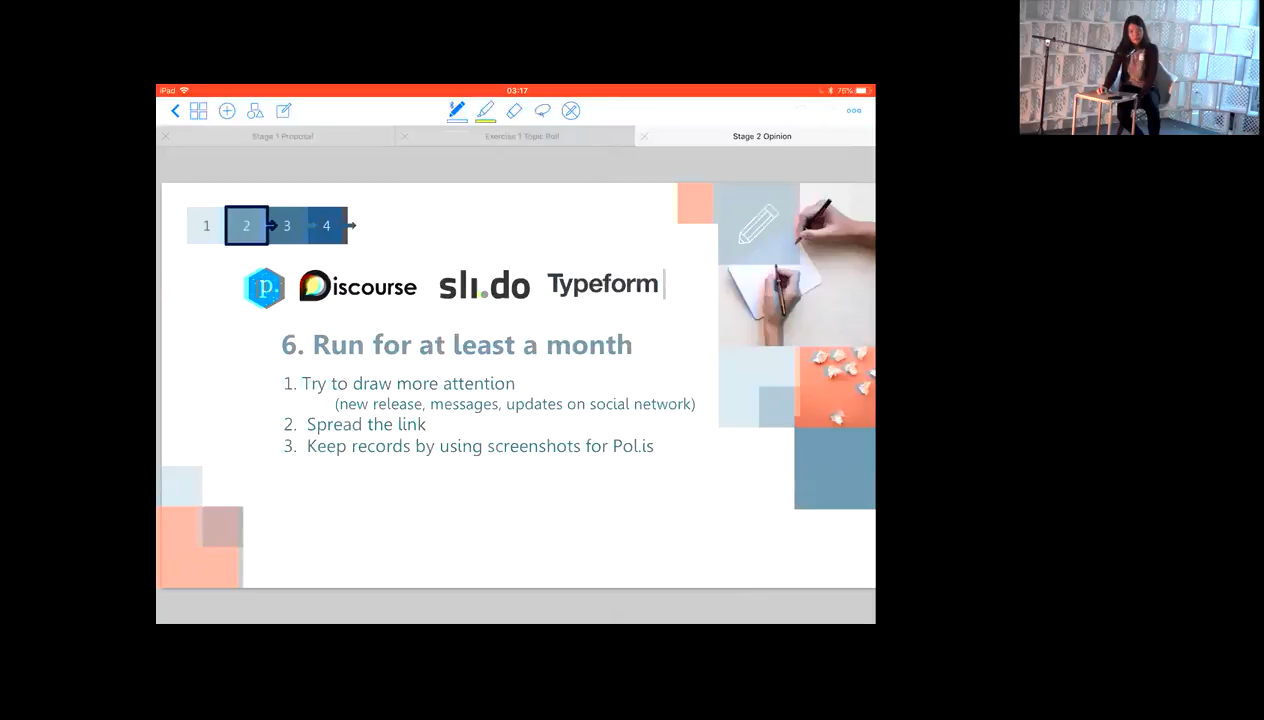 iPad 03:17 76%
Stage 1 Proposal Exercise 1 Topic Roll Stage 2 Opinion
1 2 3 4
p. Discourse sli.do Typeform
6. Run for at least a month
1. Try to draw more attention
(new release, messages, updates on social network)
2. Spread the link
3. Keep records by using screenshots for Pol.is